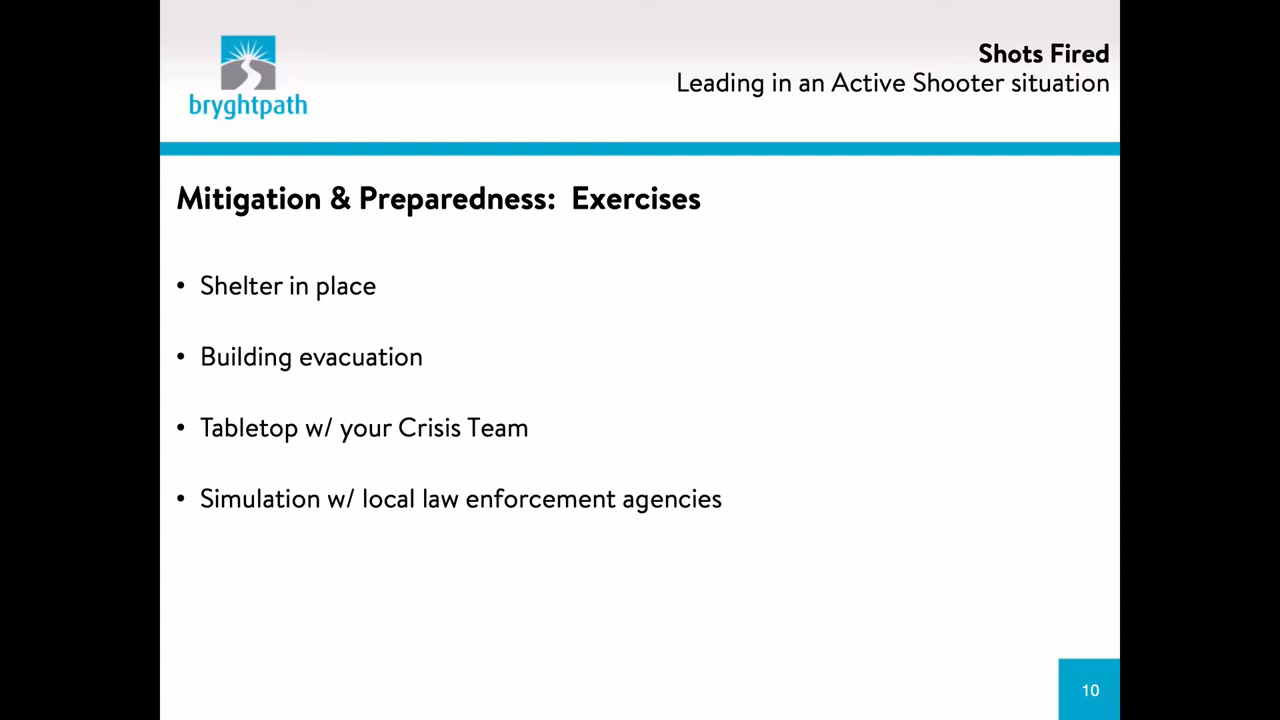 bryghtpath
Shots Fired
Leading in an Active Shooter situation
Mitigation & Preparedness: Exercises
• Shelter in place
• Building evacuation
• Tabletop w/ your Crisis Team
• Simulation w/ local law enforcement agencies
10